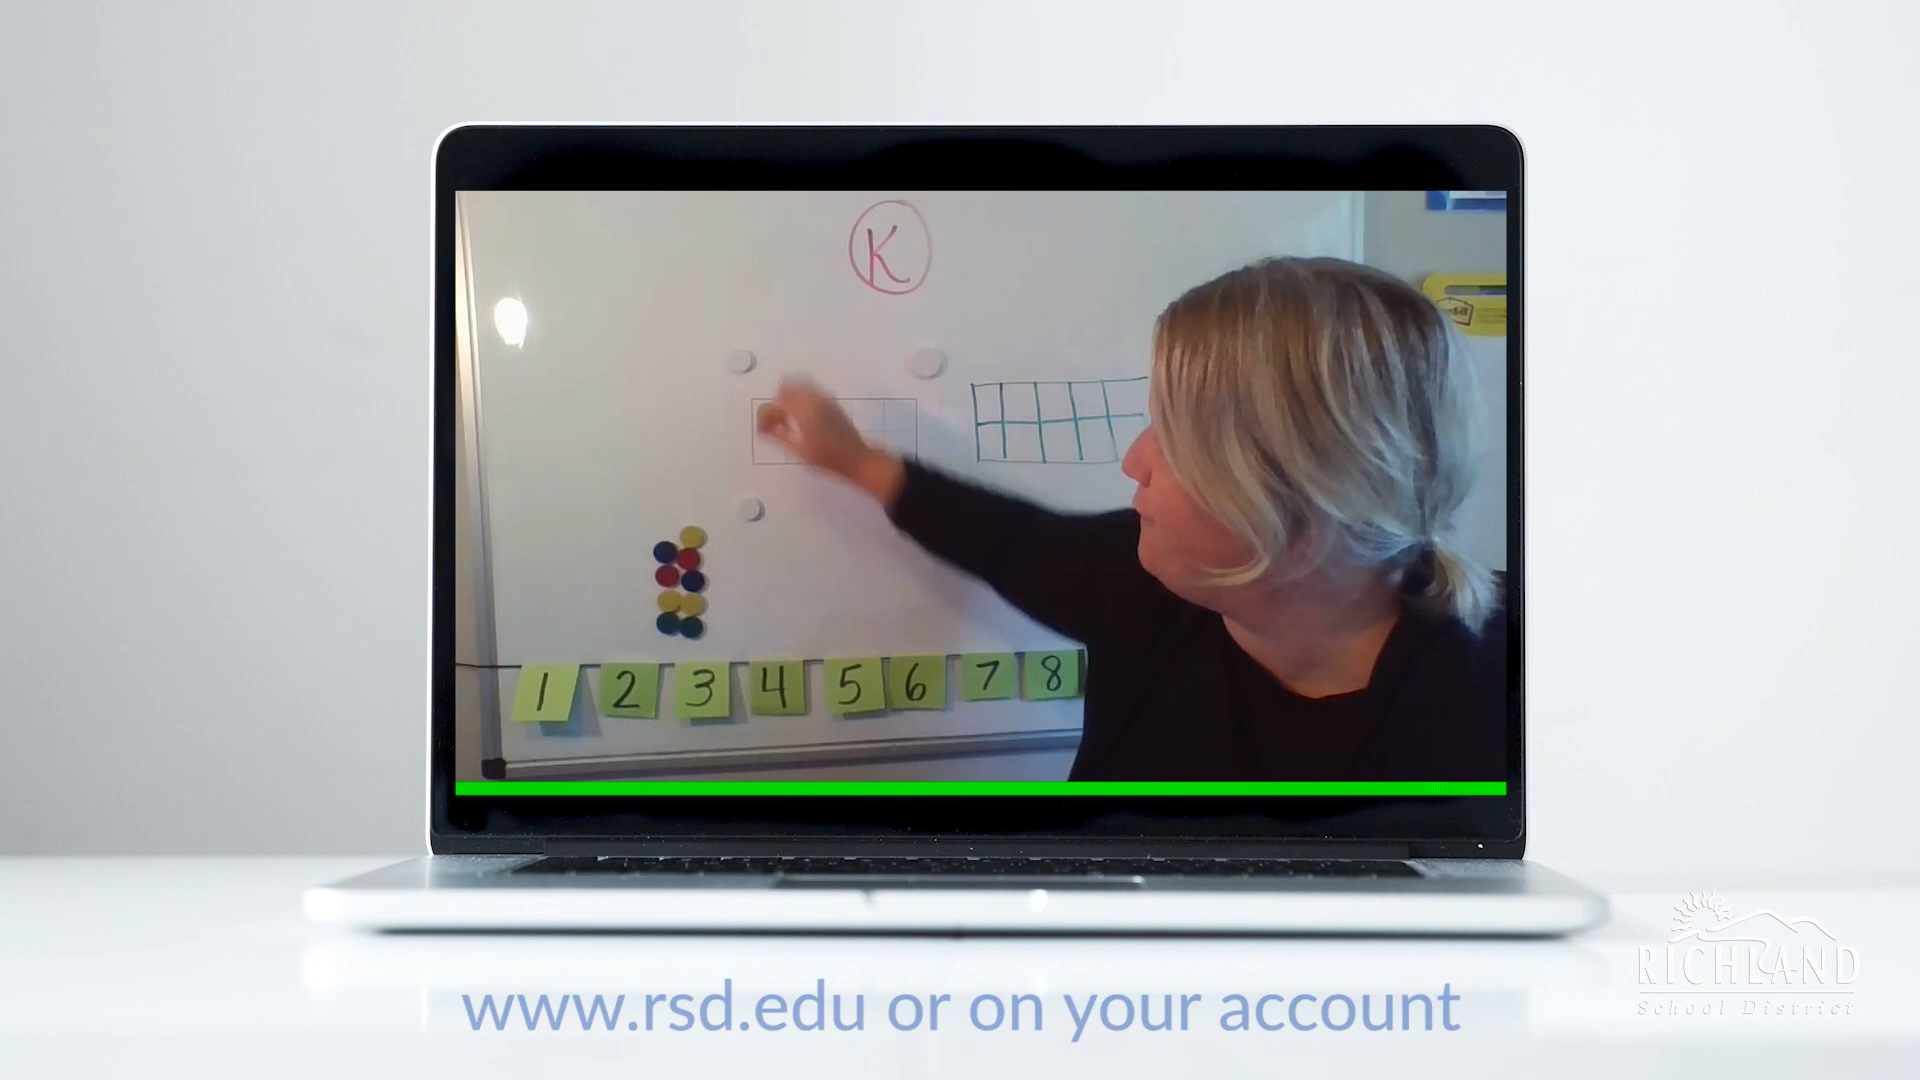 K
1 2 3 4 5 6 7 8
www.rsd.edu or on your account
RICHLAND
School District